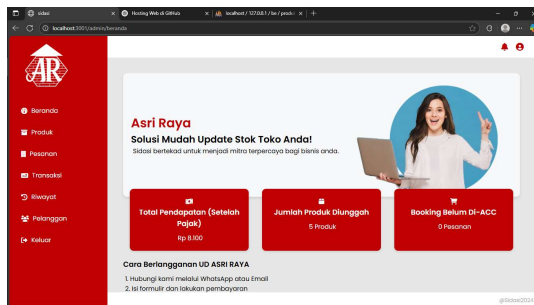 sidasi
Hosting Web di GitHub
localhost / 127.0.0.1 / be / produk
localhost:3001/admin/beranda
AR
Beranda
Produk
Pesanan
Transaksi
Riwayat
Pelanggan
Keluar
Asri Raya
Solusi Mudah Update Stok Toko Anda!
Sidasi bertekad untuk menjadi mitra terpercaya bagi bisnis anda.
Total Pendapatan (Setelah
Pajak)
Rp 8.100
Jumlah Produk Diunggah
5 Produk
Booking Belum Di-ACC
0 Pesanan
Cara Berlangganan UD ASRI RAYA
1. Hubungi kami melalui WhatsApp atau Email
2. Isi formulir dan lakukan pembayaran
@Sidasi2024